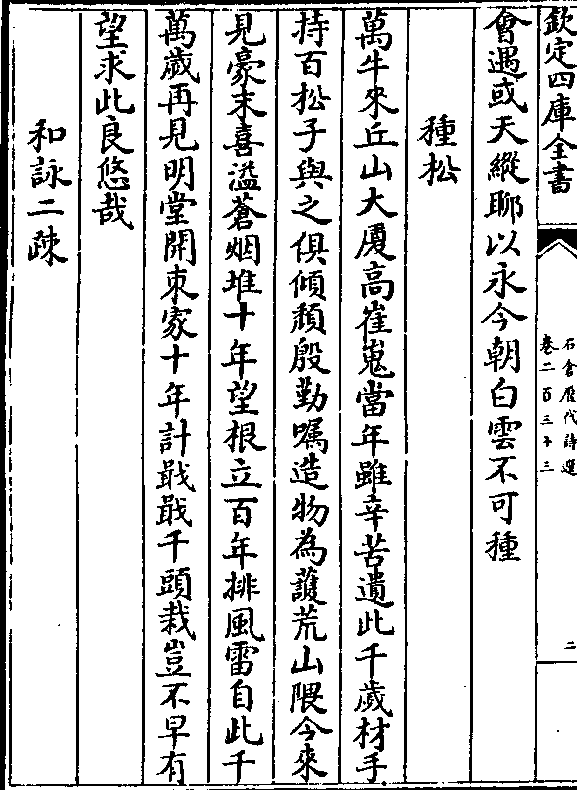 欽定四庫全書
石倉歷代詩選
卷二百三十三
二
會遇或天縱聊以永今朝白雲不可種
種松
萬牛來丘山大厦高崔嵬當年雖辛苦遺此千歲材手
持百松子與之俱傾頽殷勤囑造物為護荒山隈今來
見豪末喜溢蒼烟堆十年望根立百年排風雷自此千
萬歲再見明堂開東家十年計戢戢千頭栽豈不早有
望求此良悠哉
和詠二疎